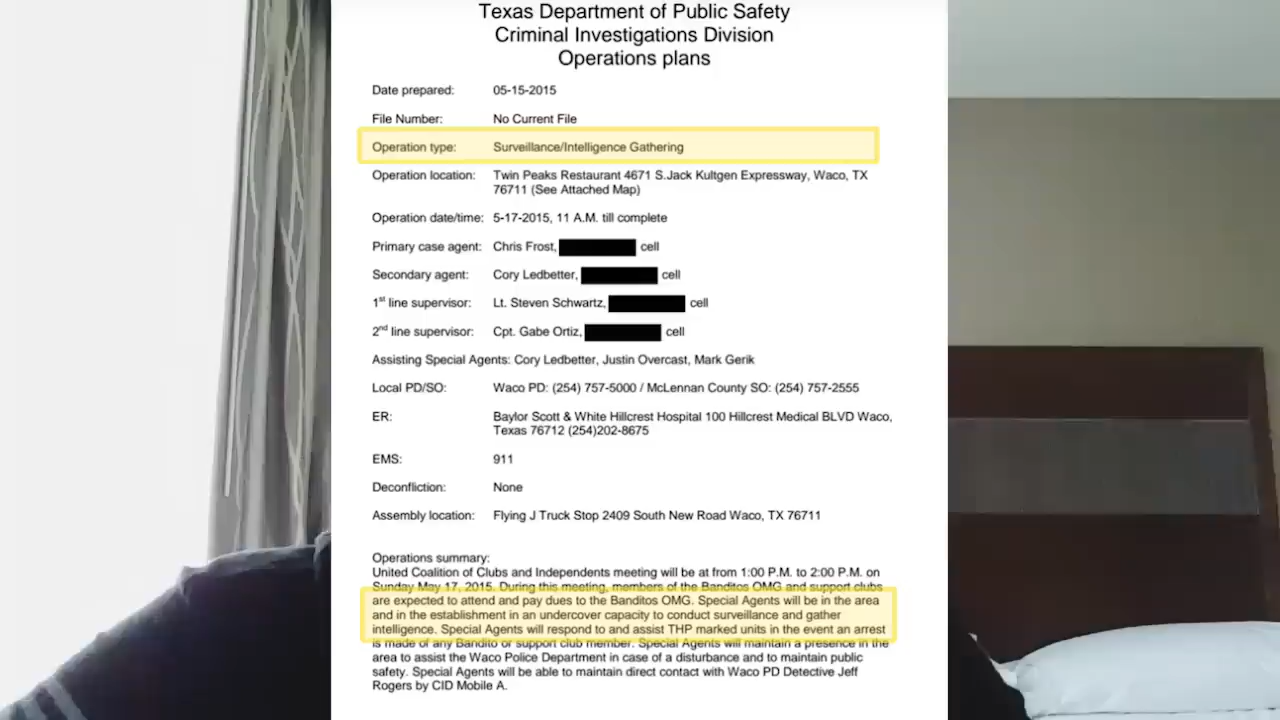 Texas Department of Public Safety
Criminal Investigations Division
Operations plans
Date prepared: 05-15-2015
File Number: No Current File
Operation type: Surveillance/Intelligence Gathering
Operation location: Twin Peaks Restaurant 4671 S.Jack Kultgen Expressway, Waco, TX
76711 (See Attached Map)
Operation date/time: 5-17-2015, 11 A.M. till complete
Primary case agent: Chris Frost, cell
Secondary agent: Cory Ledbetter, cell
1st line supervisor: Lt. Steven Schwartz, cell
2nd line supervisor: Cpt. Gabe Ortiz, cell
Assisting Special Agents: Cory Ledbetter, Justin Overcast, Mark Gerik
Local PD/SO: Waco PD: (254) 757-5000 / McLennan County SO: (254) 757-2555
ER: Baylor Scott & White Hillcrest Hospital 100 Hillcrest Medical BLVD Waco,
Texas 76712 (254)202-8675
EMS: 911
Deconfliction: None
Assembly location: Flying J Truck Stop 2409 South New Road Waco, TX 76711
Operations summary:
United Coalition of Clubs and Independents meeting will be at from 1:00 P.M. to 2:00 P.M. on
Sunday May 17, 2015. During this meeting, members of the Banditos OMG and support clubs
are expected to attend and pay dues to the Banditos OMG. Special Agents will be in the area
and in the establishment in an undercover capacity to conduct surveillance and gather
intelligence. Special Agents will respond to and assist THP marked units in the event an arrest
is made of any Bandito or support club member. Special Agents will maintain a presence in the
area to assist the Waco Police Department in case of a disturbance and to maintain public
safety. Special Agents will be able to maintain direct contact with Waco PD Detective Jeff
Rogers by CID Mobile A.